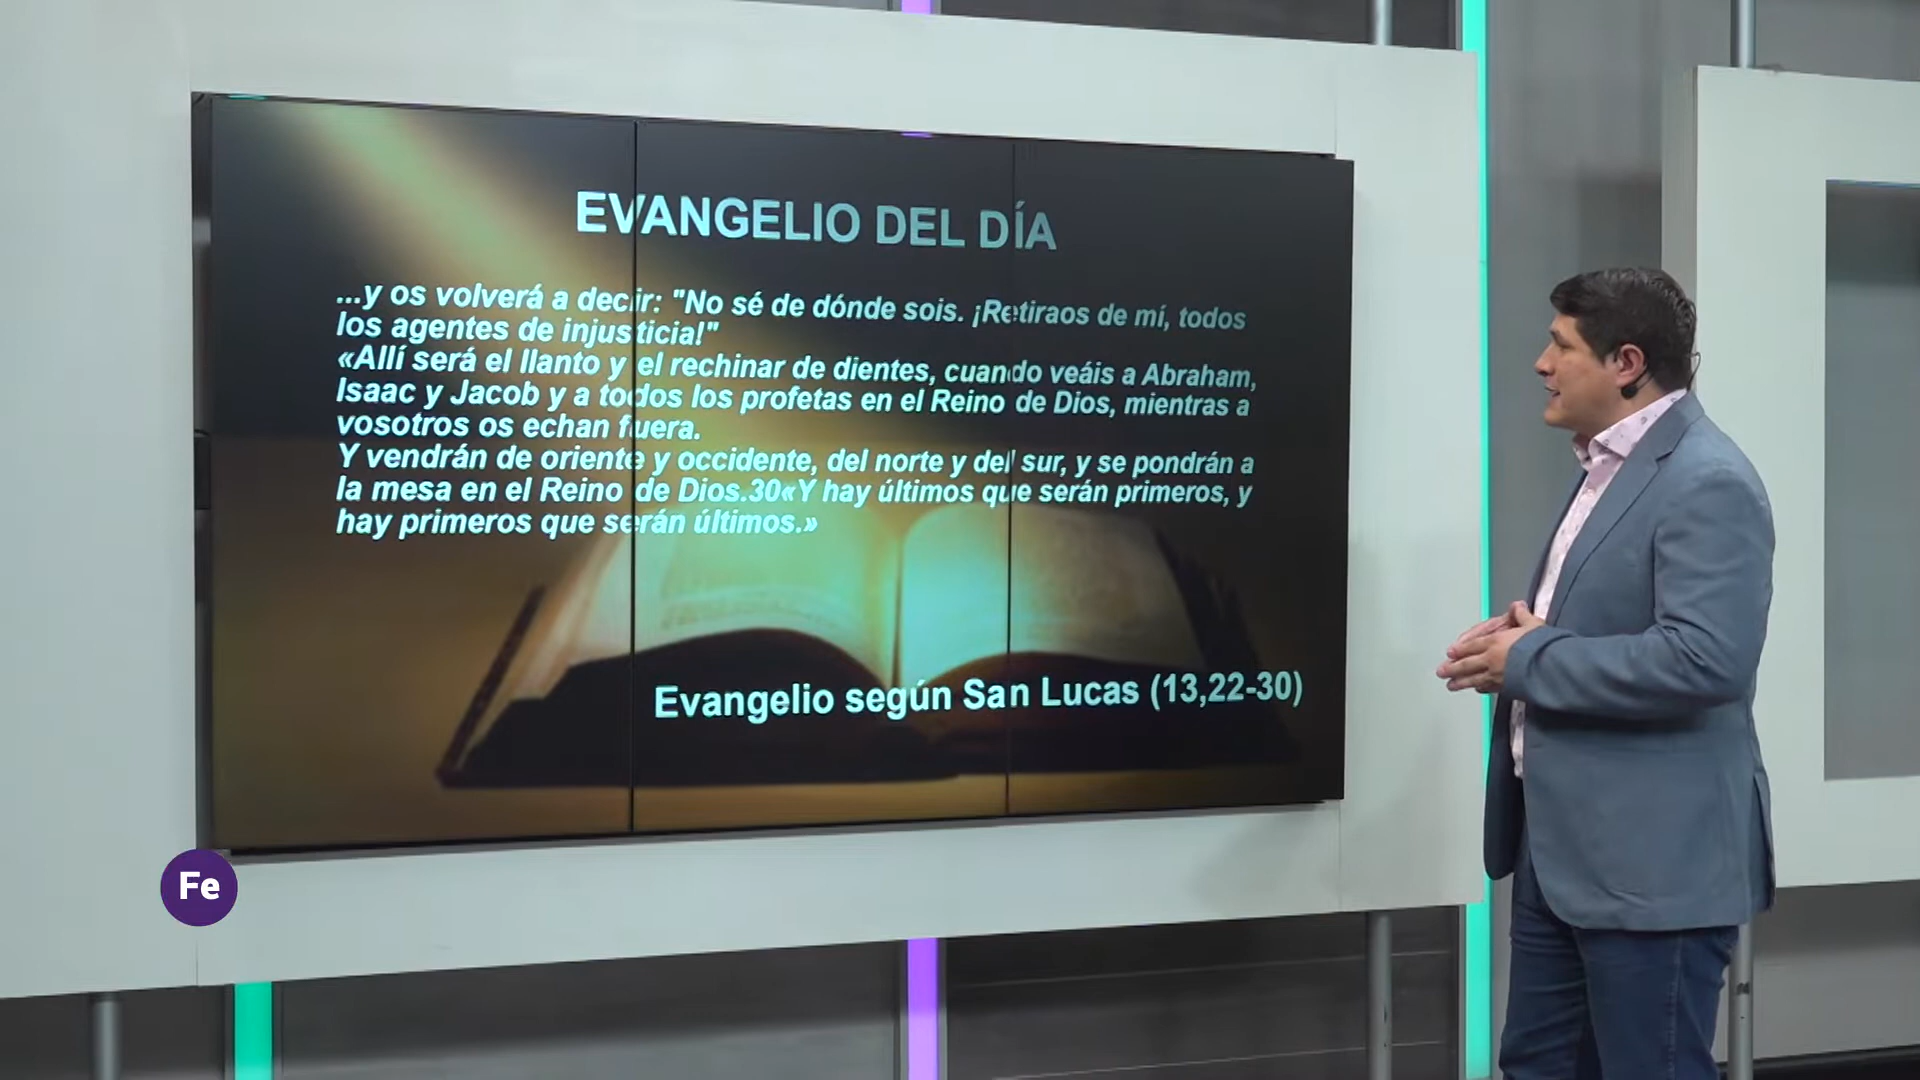 EVANGELIO DEL DÍA
...y os volverá a decir: "No sé de dónde sois. ¡Retiraos de mí, todos
los agentes de injusticia!"
«Allí será el llanto y el rechinar de dientes, cuando veáis a Abraham,
Isaac y Jacob y a todos los profetas en el Reino de Dios, mientras a
vosotros os echan fuera.
Y vendrán de oriente y occidente, del norte y del sur, y se pondrán a
la mesa en el Reino de Dios.30«Y hay últimos que serán primeros, y
hay primeros que serán últimos.»
Evangelio según San Lucas (13,22-30)
Fe